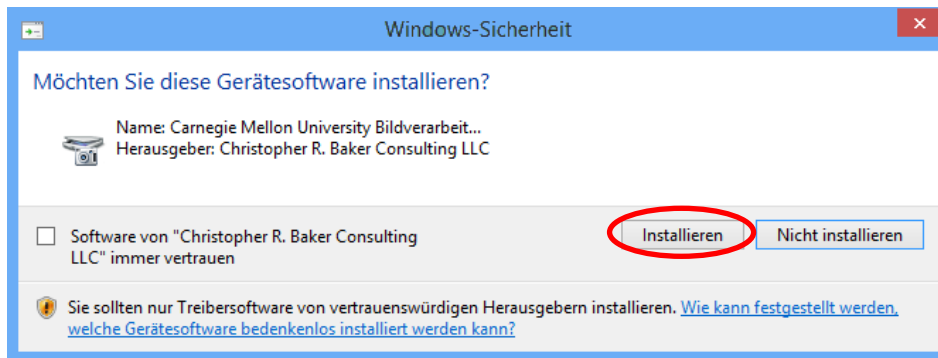 Windows-Sicherheit
Möchten Sie diese Gerätesoftware installieren?
Name: Carnegie Mellon University Bildverarbeit...
Herausgeber: Christopher R. Baker Consulting LLC
Software von "Christopher R. Baker Consulting
LLC" immer vertrauen
Installieren
Nicht installieren
Sie sollten nur Treibersoftware von vertrauenswürdigen Herausgebern installieren. Wie kann festgestellt werden,
welche Gerätesoftware bedenkenlos installiert werden kann?